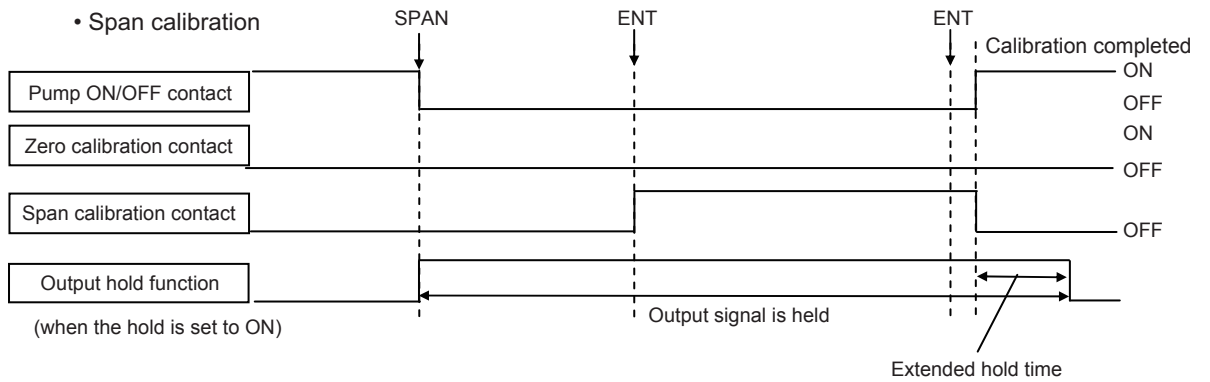 • Span calibration
SPAN
ENT
ENT
Calibration completed
Pump ON/OFF contact
ON
OFF
Zero calibration contact
ON
OFF
Span calibration contact
OFF
Output hold function
(when the hold is set to ON)
Output signal is held
Extended hold time